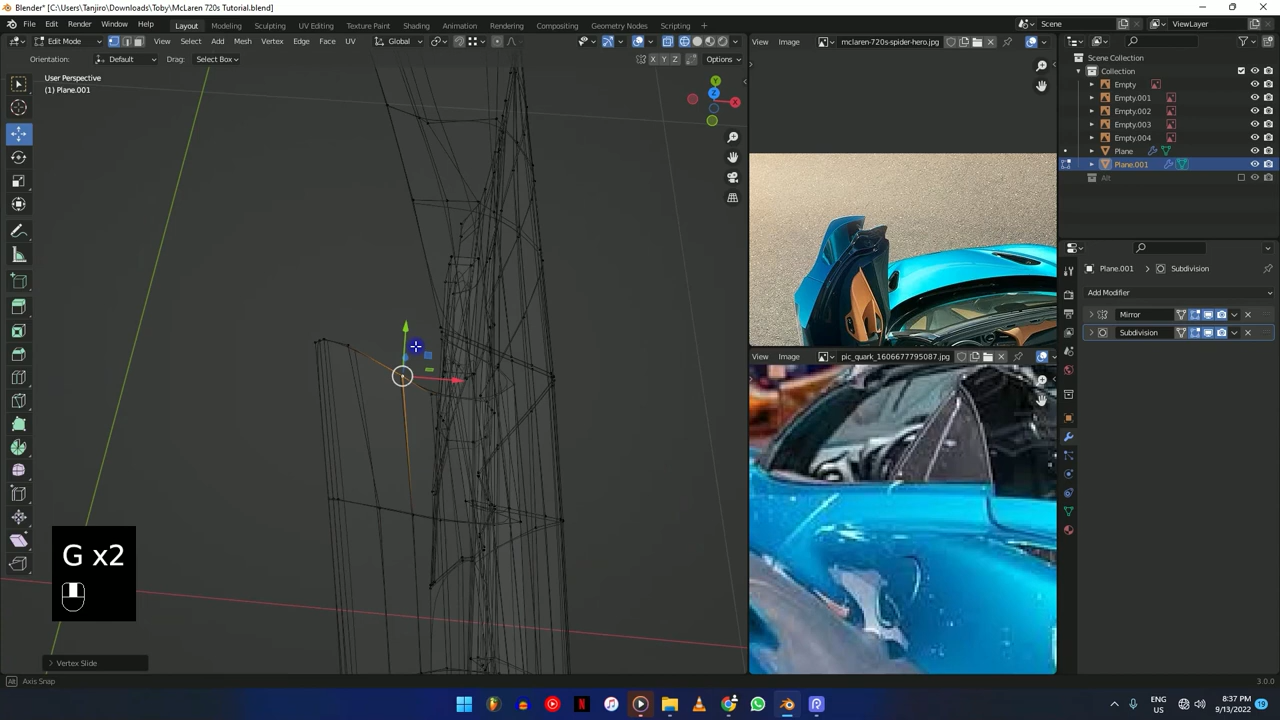 Blender* [C:\Users\Tanjiro\Downloads\Toby\McLaren 720s Tutorial.blend]
File Edit Render Window Help Layout Modeling Sculpting UV Editing Texture Paint Shading Animation Rendering Compositing Geometry Nodes Scripting + Scene ViewLayer
Edit Mode View Select Add Mesh Vertex Edge Face UV Global View Image mclaren-720s-spider-hero.jpg
Orientation: Default Drag: Select Box X Y Z Options Scene Collection
User Perspective
(1) Plane.001
Collection
Empty
Empty.001
Empty.002
Empty.003
Empty.004
Plane
Plane.001
Alt
Plane.001 > Subdivision
Add Modifier
Mirror
Subdivision
View Image pic_quark_1606677795087.jpg
G x2
Vertex Slide
Alt Axis Snap 3.0.0
ENG
US
8:37 PM
9/13/2022
19